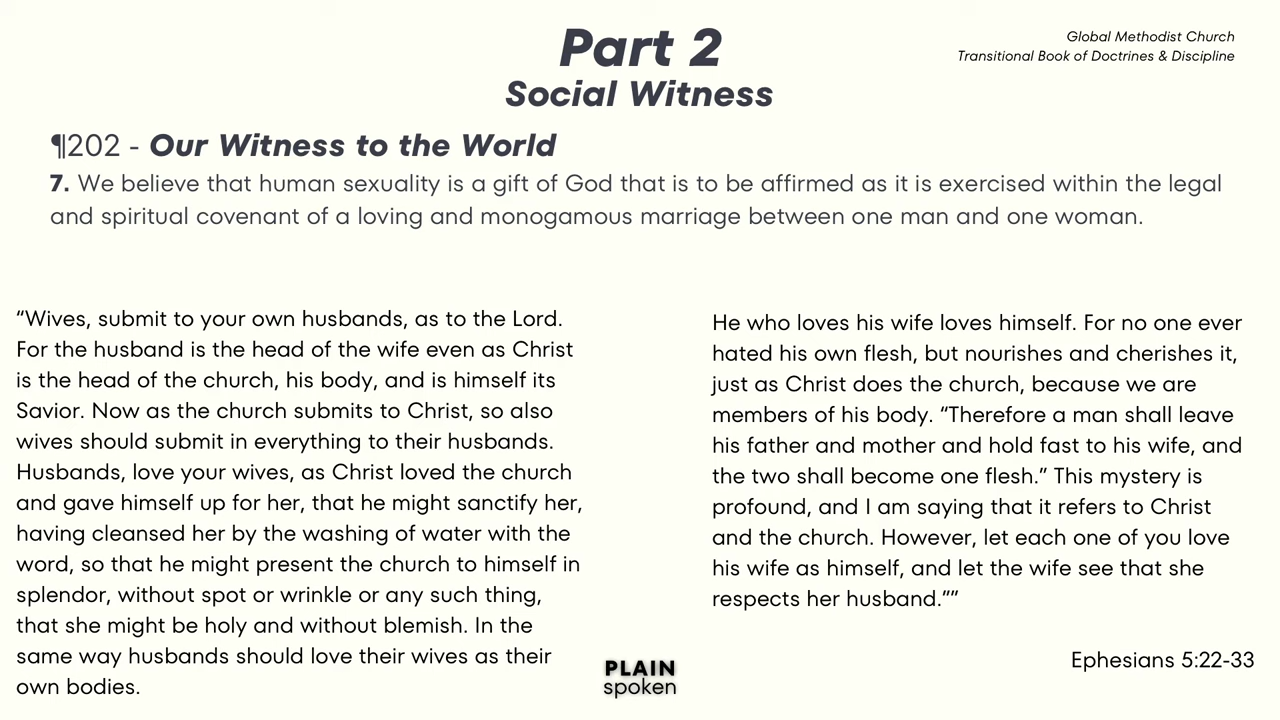 Part 2
Social Witness
Global Methodist Church
Transitional Book of Doctrines & Discipline
¶202 - Our Witness to the World
7. We believe that human sexuality is a gift of God that is to be affirmed as it is exercised within the legal
and spiritual covenant of a loving and monogamous marriage between one man and one woman.
“Wives, submit to your own husbands, as to the Lord.
For the husband is the head of the wife even as Christ
is the head of the church, his body, and is himself its
Savior. Now as the church submits to Christ, so also
wives should submit in everything to their husbands.
Husbands, love your wives, as Christ loved the church
and gave himself up for her, that he might sanctify her,
having cleansed her by the washing of water with the
word, so that he might present the church to himself in
splendor, without spot or wrinkle or any such thing,
that she might be holy and without blemish. In the
same way husbands should love their wives as their
own bodies.
He who loves his wife loves himself. For no one ever
hated his own flesh, but nourishes and cherishes it,
just as Christ does the church, because we are
members of his body. “Therefore a man shall leave
his father and mother and hold fast to his wife, and
the two shall become one flesh.” This mystery is
profound, and I am saying that it refers to Christ
and the church. However, let each one of you love
his wife as himself, and let the wife see that she
respects her husband.””
Ephesians 5:22-33
PLAIN
spoken